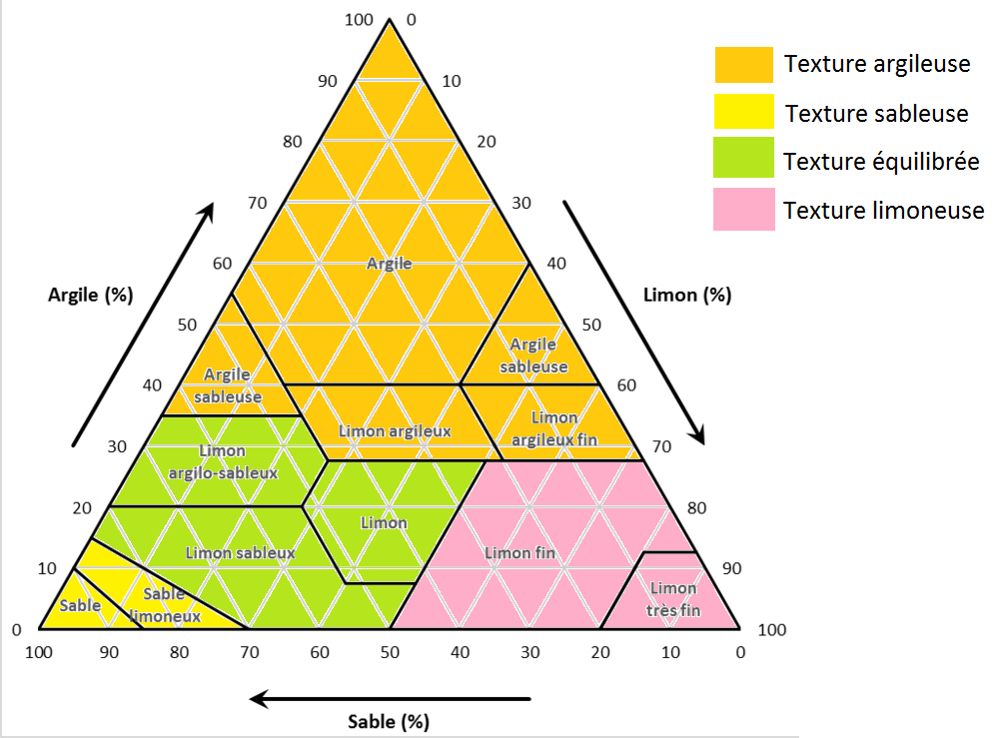 100 0
90 10
80 20
70 30
60 40
50 50
40 60
30 70
20 80
10 90
0 100
100 90 80 70 60 50 40 30 20 10 0
Argile (%)
Limon (%)
Sable (%)
Argile
Argile
sableuse
Argile
sableuse
Limon argileux
Limon
argileux fin
Limon
argilo-sableux
Limon
Limon sableux
Limon fin
Sable
Sable
limoneux
Limon
très fin
Texture argileuse
Texture sableuse
Texture équilibrée
Texture limoneuse